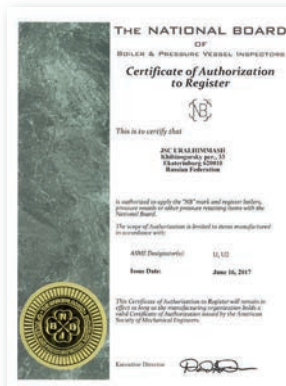 THE NATIONAL BOARD
OF
BOILER & PRESSURE VESSEL INSPECTORS
Certificate of Authorization
to Register
NB
This is to certify that
JSC URALHIMMASH
Khibinogorsky per., 33
Ekaterinburg 620010
Russian Federation
is authorized to apply the "NB" mark and register boilers,
pressure vessels or other pressure retaining items with the
National Board.
The scope of Authorization is limited to items manufactured
in accordance with:
ASME Designator(s): U, U2
Issue Date: June 16, 2017
This Certificate of Authorization to Register will remain in
effect as long as the manufacturing organization holds a
valid Certificate of Authorization issued by the American
Society of Mechanical Engineers.
Executive Director